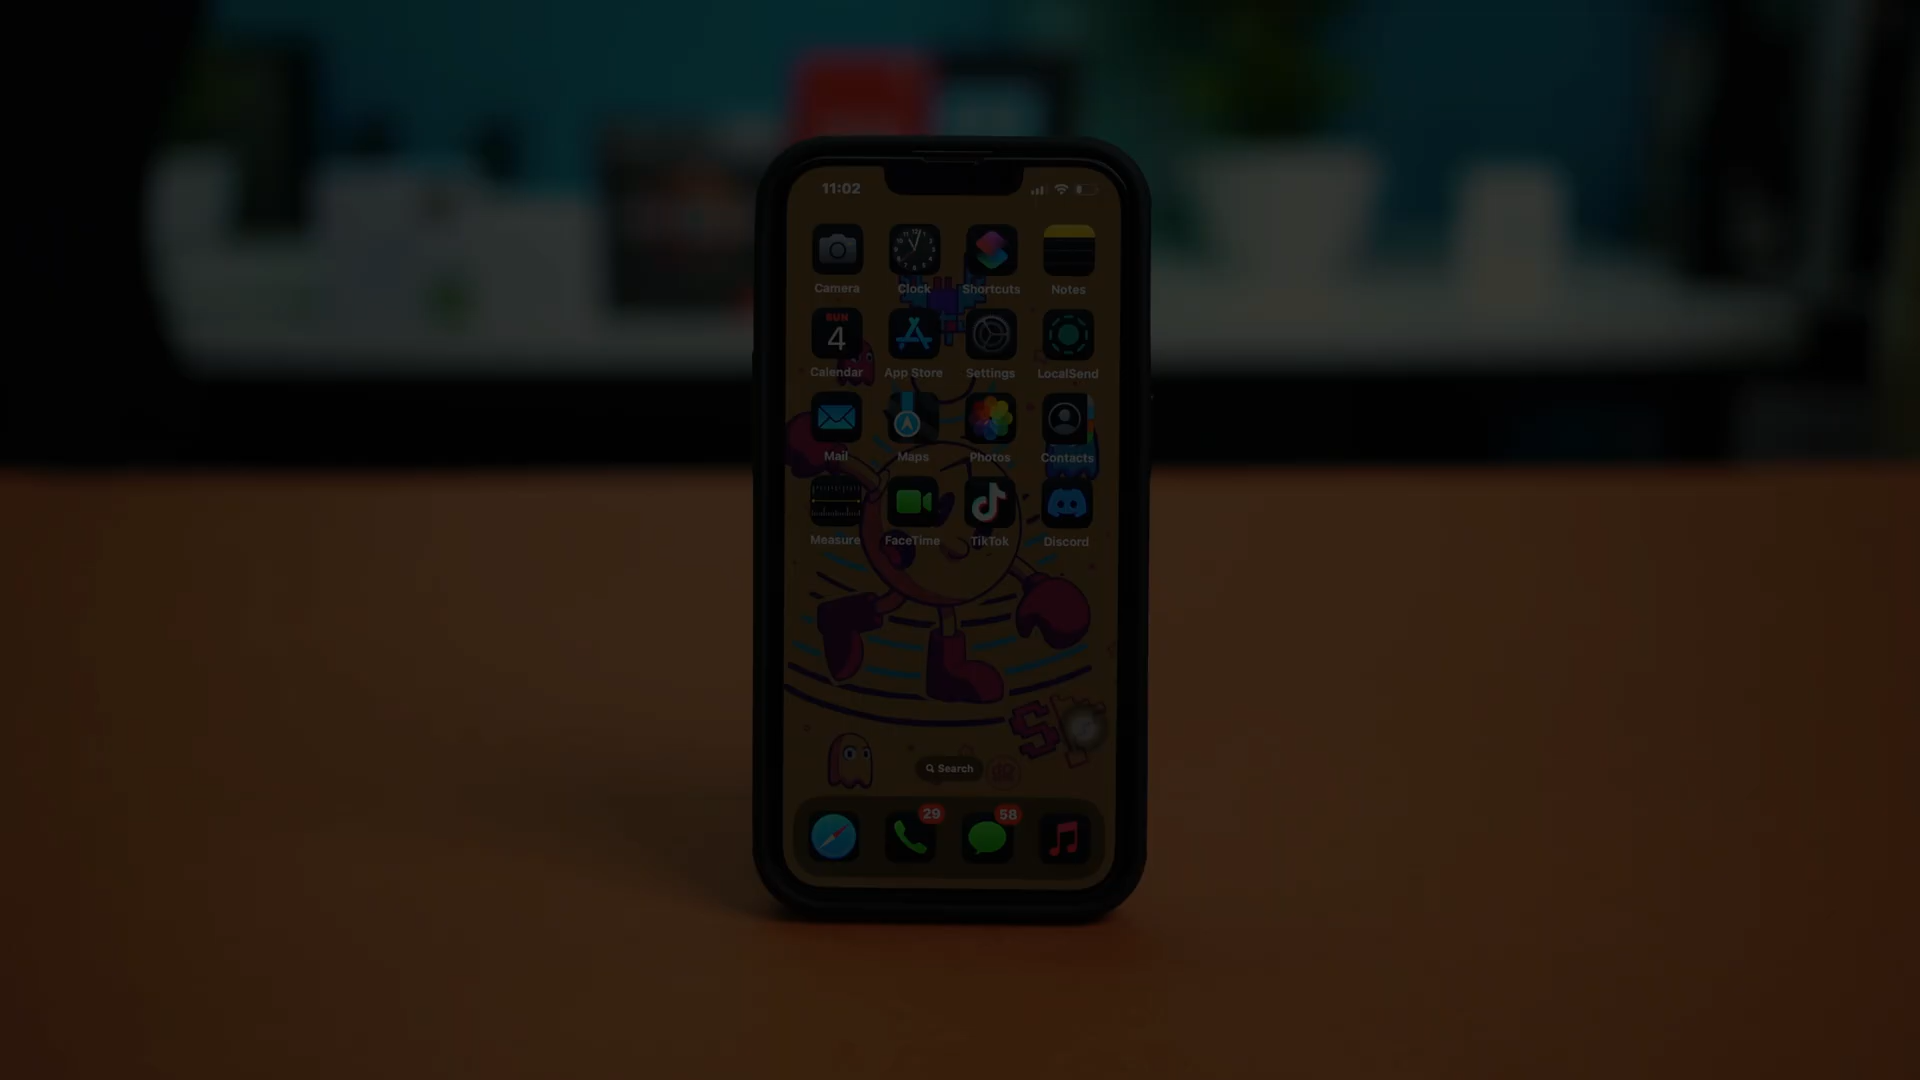 11:02
Camera Clock Shortcuts Notes
SUN
4
Calendar App Store Settings LocalSend
Mail Maps Photos Contacts
Measure FaceTime TikTok Discord
Search
29 58